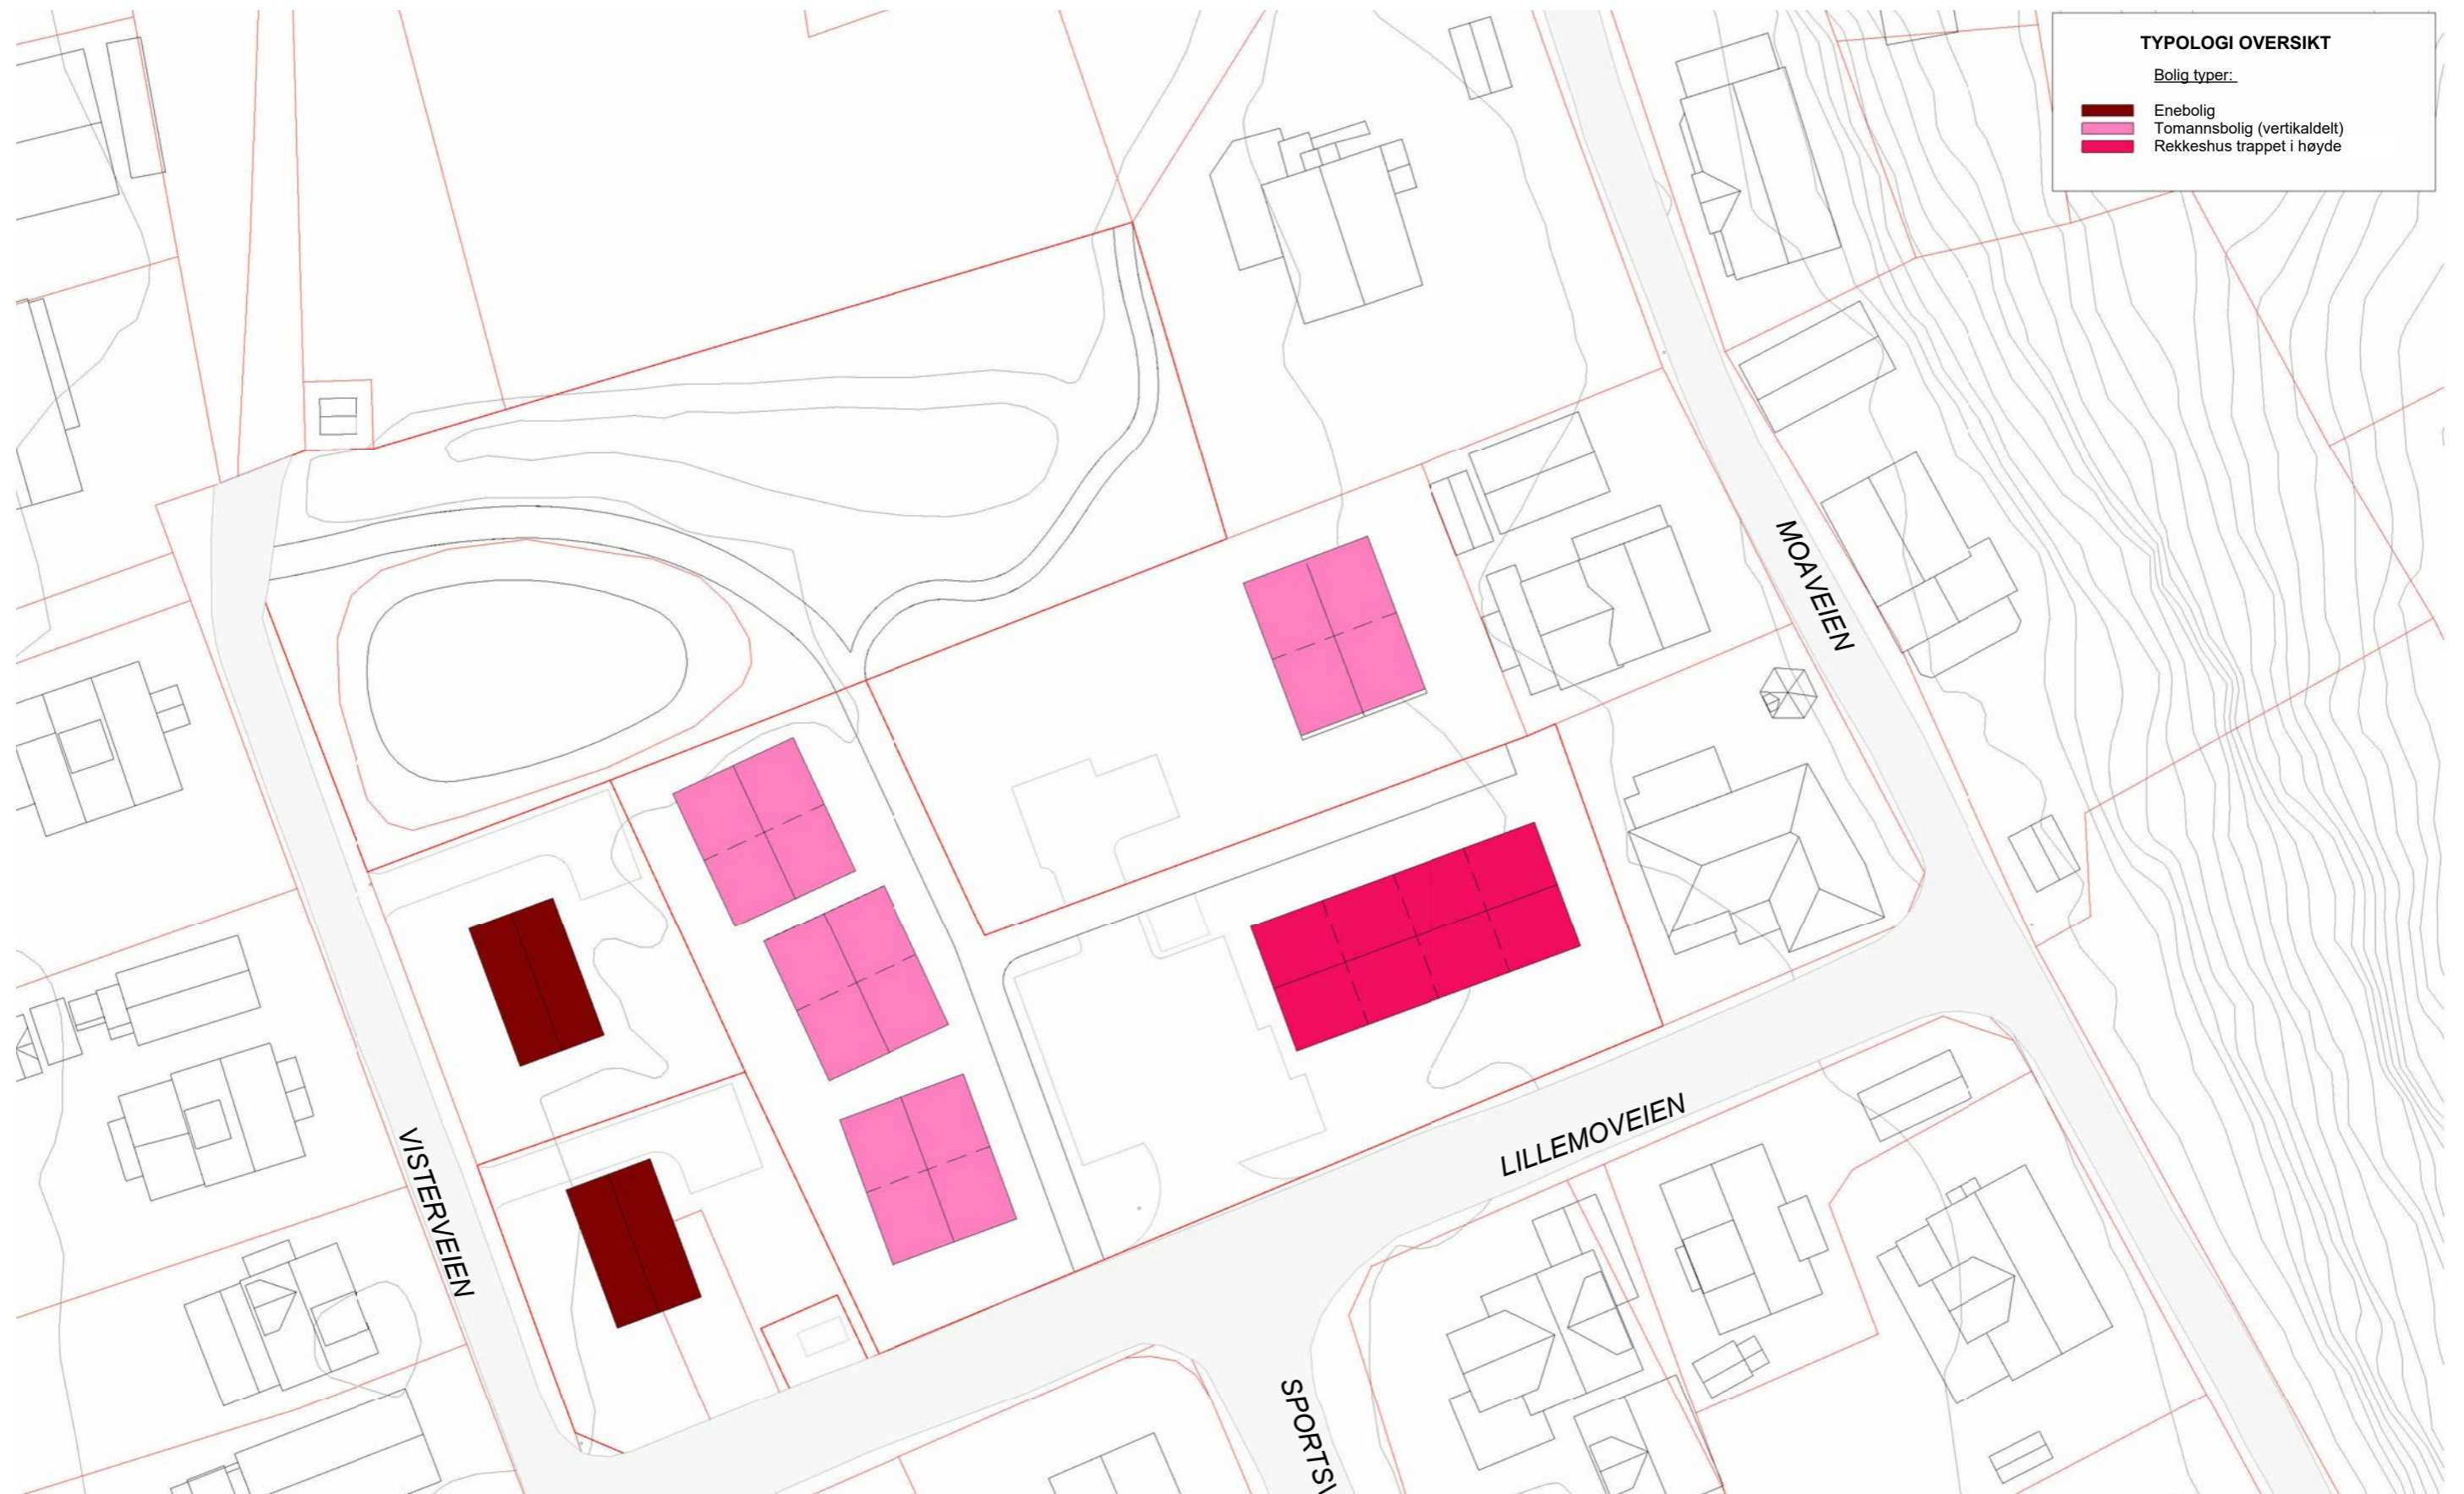 TYPOLOGI OVERSIKT
Bolig typer:
Enebolig
Tomannsbolig (vertikaldelt)
Rekkeshus trappet i høyde
MOAVEIEN
LILLEMOVEIEN
VISTERVEIEN